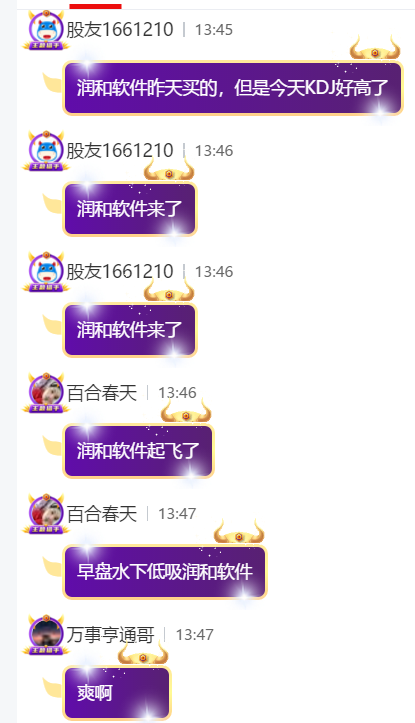 股友1661210 | 13:45
润和软件昨天买的，但是今天KDJ好高了
股友1661210 | 13:46
润和软件来了
股友1661210 | 13:46
润和软件来了
百合春天 | 13:46
润和软件起飞了
百合春天 | 13:47
早盘水下低吸润和软件
万事亨通哥 | 13:47
爽啊